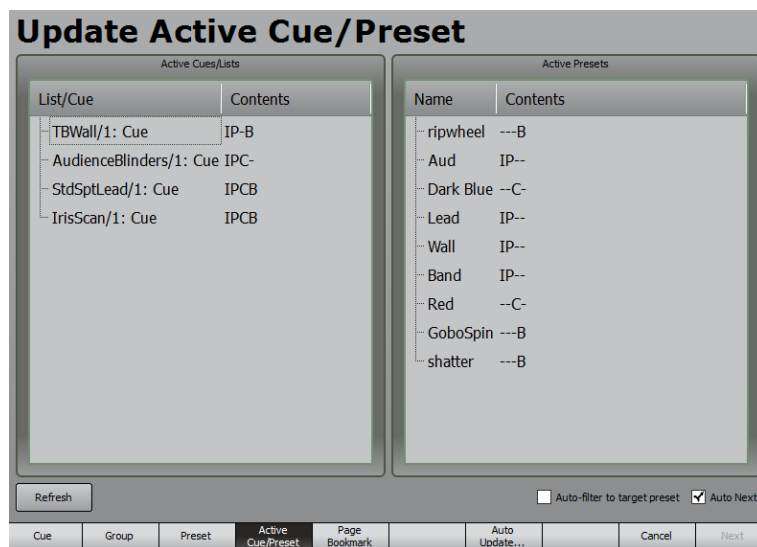 Update Active Cue/Preset
Active Cues/Lists
List/Cue Contents
TBWall/1: Cue IP-B
AudienceBlinders/1: Cue IPC-
StdSptLead/1: Cue IPCB
IrisScan/1: Cue IPCB
Active Presets
Name Contents
ripwheel ---B
Aud IP--
Dark Blue --C-
Lead IP--
Wall IP--
Band IP--
Red --C-
GoboSpin ---B
shatter ---B
Refresh
Auto-filter to target preset Auto Next
Cue Group Preset Active Cue/Preset Page Bookmark Auto Update... Cancel Next